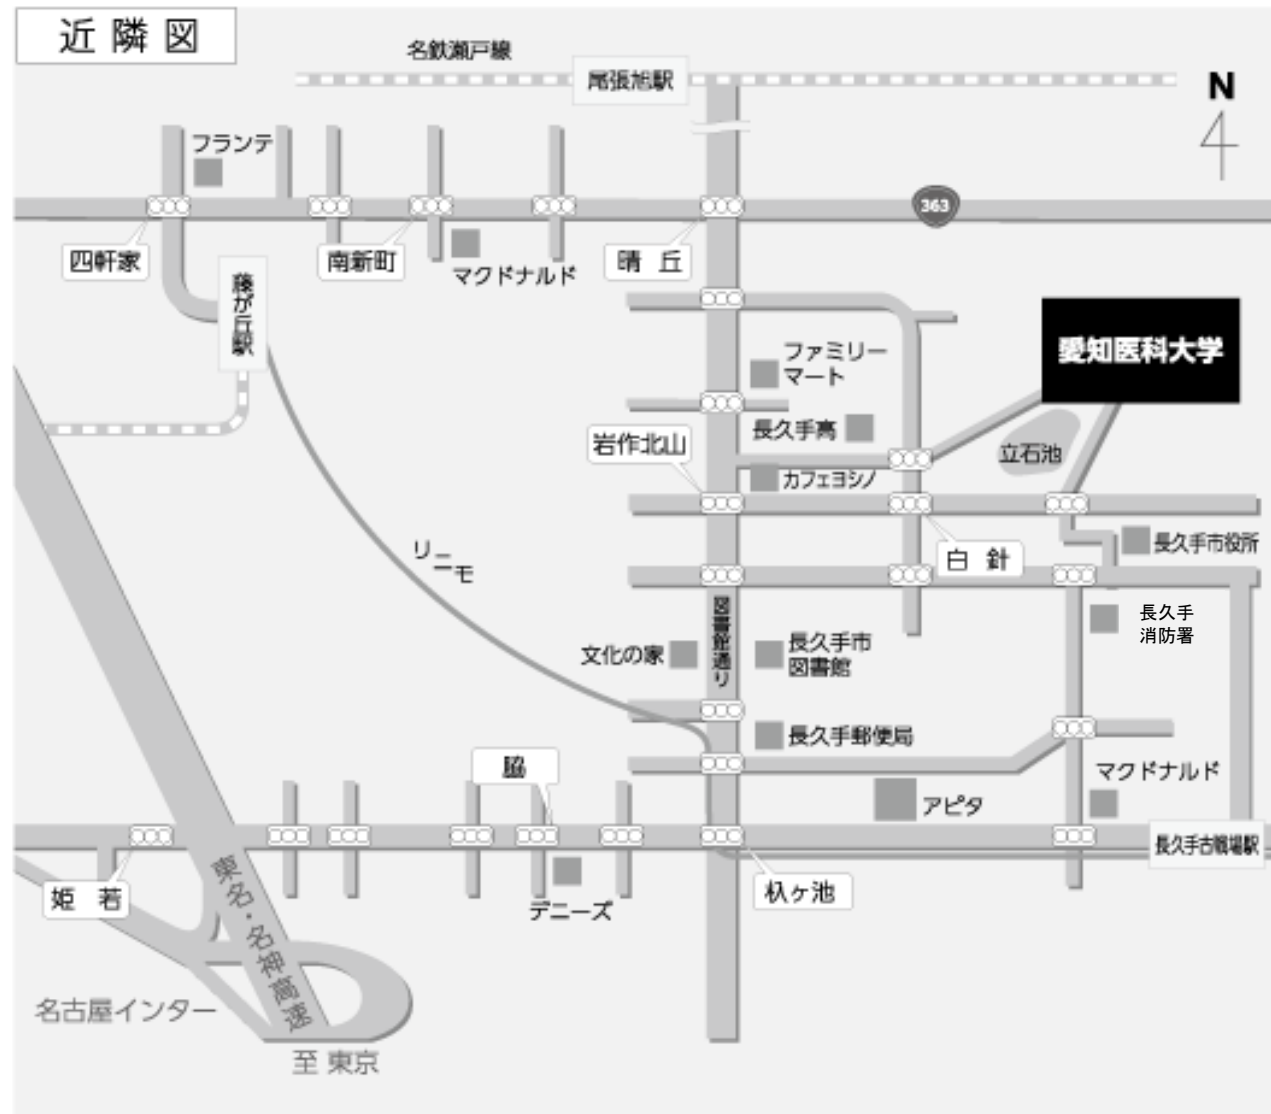 近隣図
名鉄瀬戸線
尾張旭駅
N
フランテ
363
四軒家
南新町
晴丘
マクドナルド
藤が丘駅
愛知医科大学
ファミリー
マート
長久手高
岩作北山
立石池
カフェヨシノ
長久手市役所
白針
リニモ
長久手
消防署
図書館通り
文化の家
長久手市
図書館
長久手郵便局
脇
マクドナルド
アピタ
長久手古戦場駅
姫若
東名・名神高速
デニーズ
杁ヶ池
名古屋インター
至東京